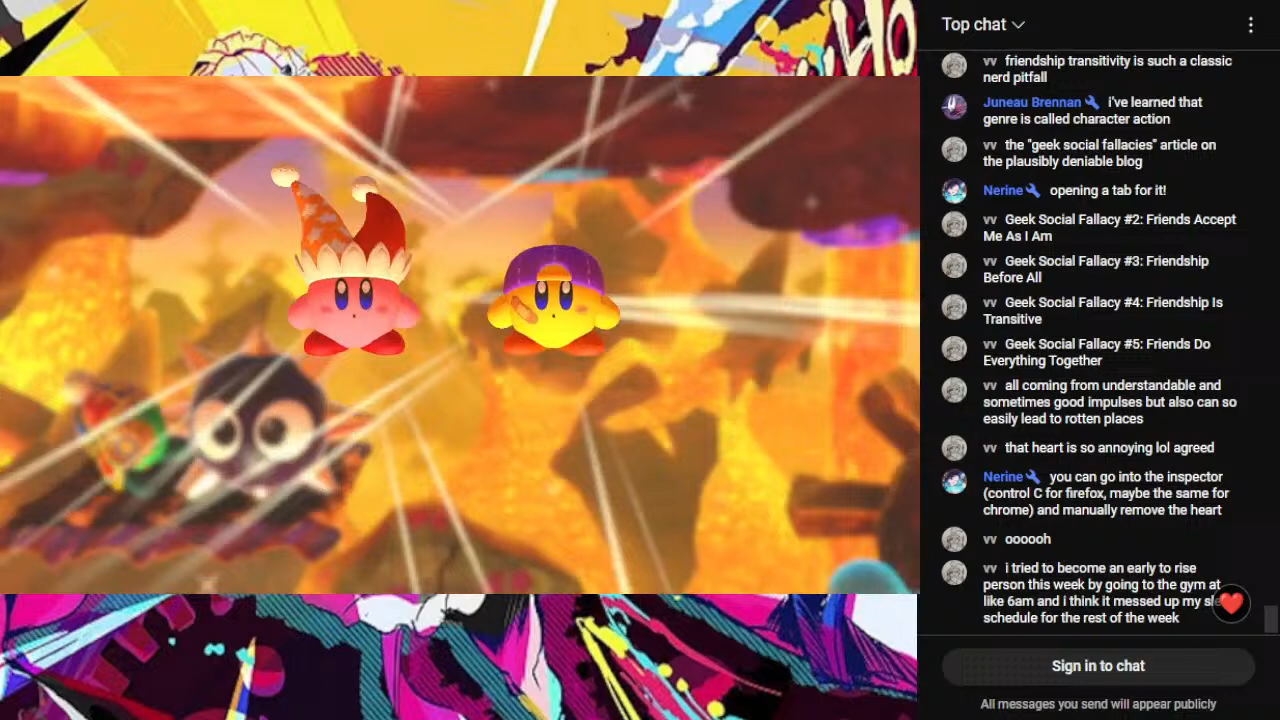 Top chat
vv friendship transitivity is such a classic
nerd pitfall
Juneau Brennan i've learned that
genre is called character action
vv the "geek social fallacies" article on
the plausibly deniable blog
Nerine opening a tab for it!
vv Geek Social Fallacy #2: Friends Accept
Me As I Am
vv Geek Social Fallacy #3: Friendship
Before All
vv Geek Social Fallacy #4: Friendship Is
Transitive
vv Geek Social Fallacy #5: Friends Do
Everything Together
vv all coming from understandable and
sometimes good impulses but also can so
easily lead to rotten places
vv that heart is so annoying lol agreed
Nerine you can go into the inspector
(control C for firefox, maybe the same for
chrome) and manually remove the heart
vv oooooh
vv i tried to become an early to rise
person this week by going to the gym at
like 6am and i think it messed up my
schedule for the rest of the week
Sign in to chat
All messages you send will appear publicly